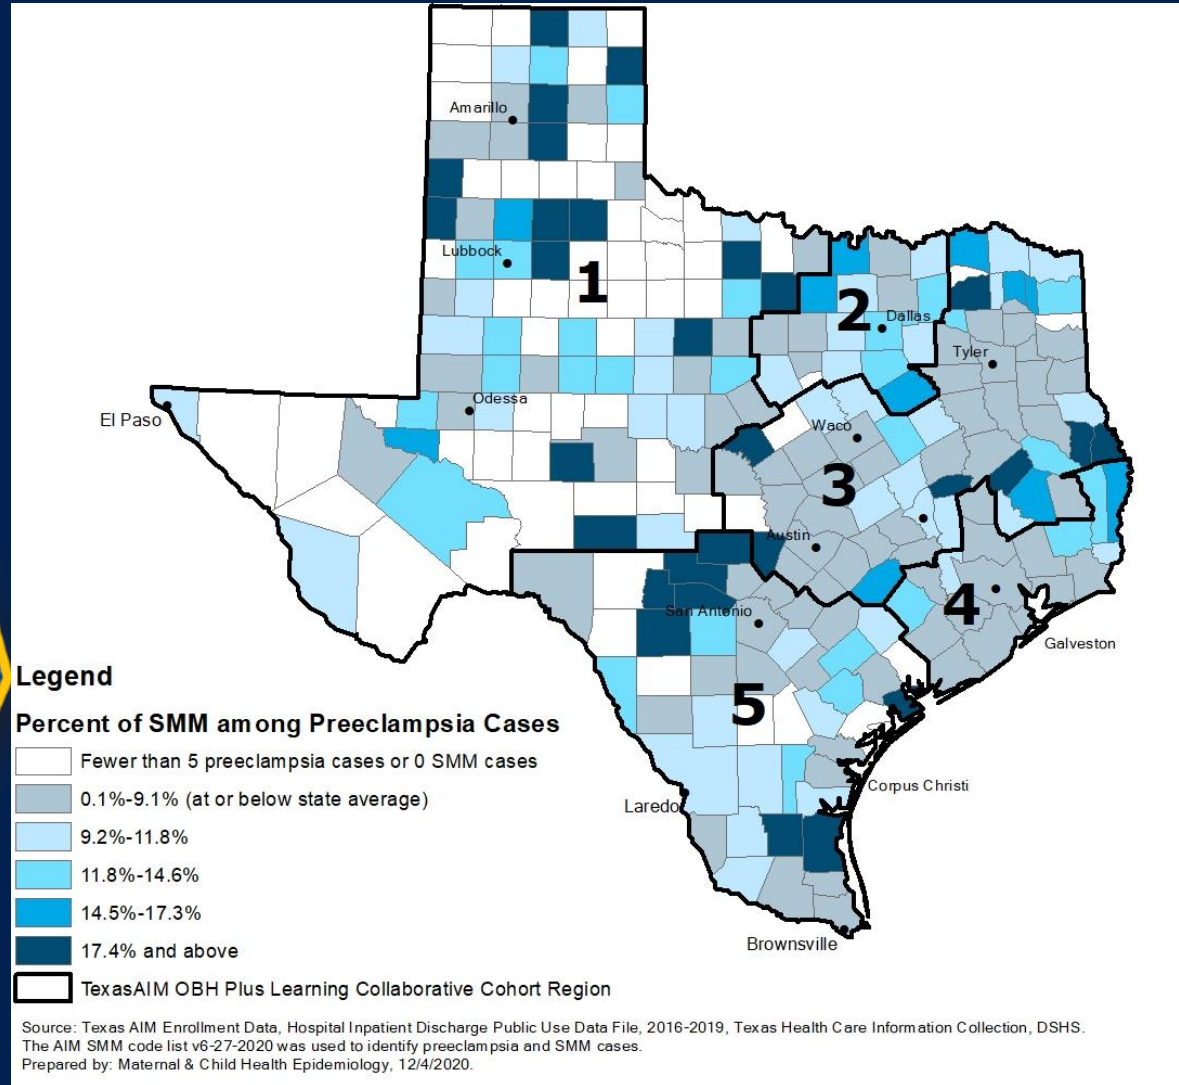 Amarillo
Lubbock
1
2
Dallas
Tyler
El Paso
Odessa
Waco
3
Austin
San Antonio
4
Galveston
5
Corpus Christi
Laredo
Brownsville
Legend
Percent of SMM among Preeclampsia Cases
Fewer than 5 preeclampsia cases or 0 SMM cases
0.1%-9.1% (at or below state average)
9.2%-11.8%
11.8%-14.6%
14.5%-17.3%
17.4% and above
TexasAIM OBH Plus Learning Collaborative Cohort Region
Source: Texas AIM Enrollment Data, Hospital Inpatient Discharge Public Use Data File, 2016-2019, Texas Health Care Information Collection, DSHS.
The AIM SMM code list v6-27-2020 was used to identify preeclampsia and SMM cases.
Prepared by: Maternal & Child Health Epidemiology, 12/4/2020.